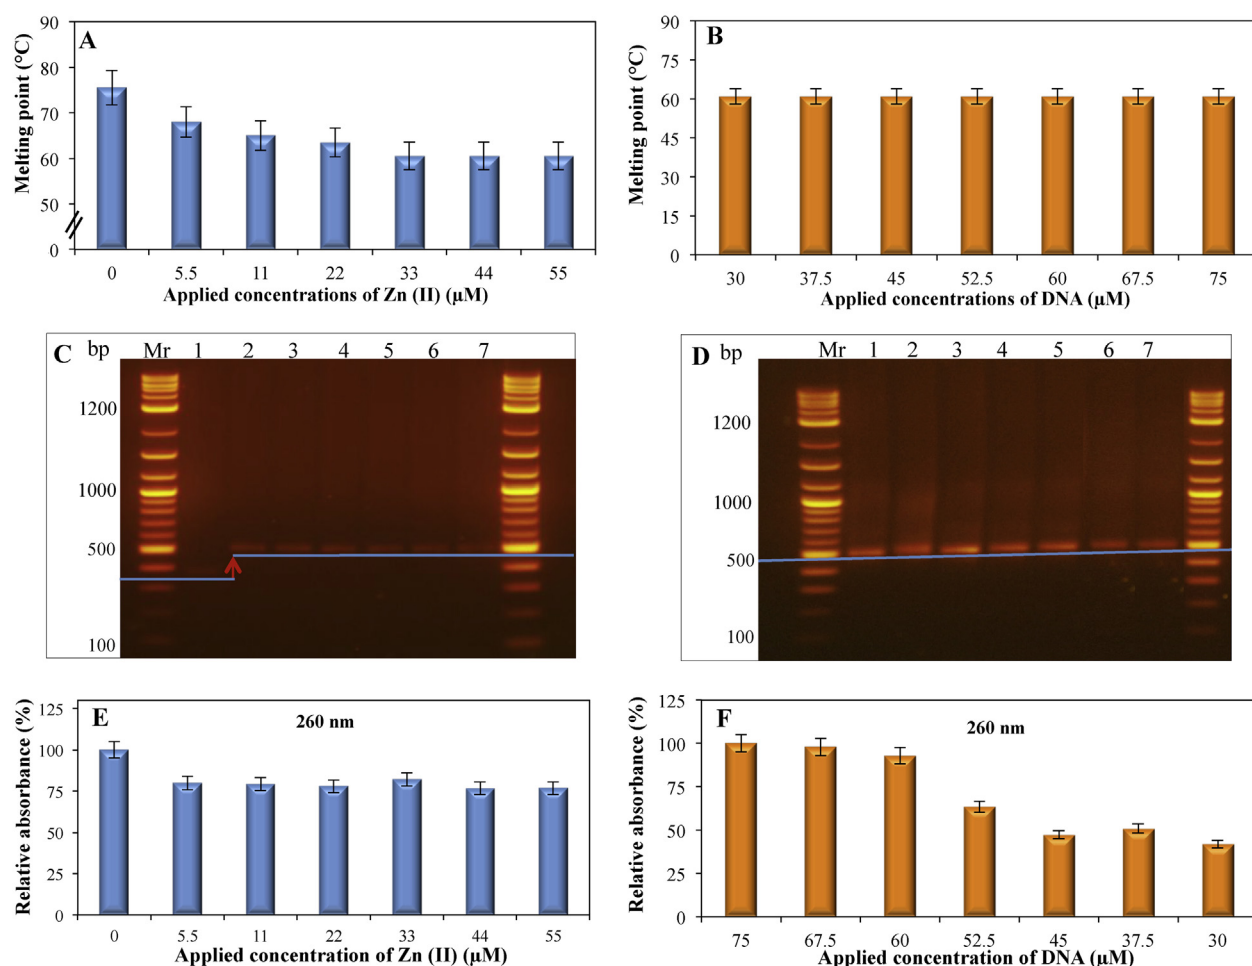 A
Melting point (°C)
90
80
70
60
50
0
0 5.5 11 22 33 44 55
Applied concentrations of Zn (II) (µM)
B
Melting point (°C)
90
75
60
45
30
15
0
30 37.5 45 52.5 60 67.5 75
Applied concentrations of DNA (µM)
C bp Mr 1 2 3 4 5 6 7
1200
1000
500
100
D bp Mr 1 2 3 4 5 6 7
1200
1000
500
100
E 260 nm
Relative absorbance (%)
125
100
75
50
25
0
0 5.5 11 22 33 44 55
Applied concentration of Zn (II) (µM)
F 260 nm
Relative absorbance (%)
125
100
75
50
25
0
75 67.5 60 52.5 45 37.5 30
Applied concentration of DNA (µM)